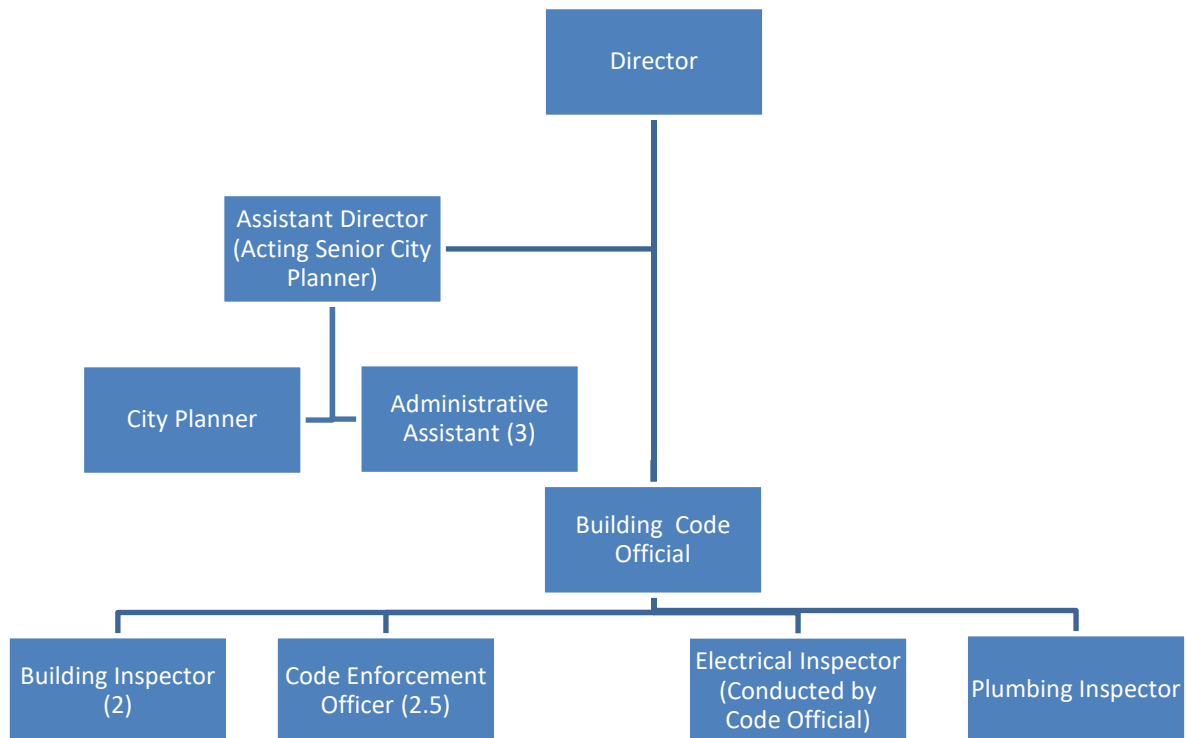 Director
Assistant Director
(Acting Senior City
Planner)
City Planner
Administrative
Assistant (3)
Building  Code
Official
Building Inspector
(2)
Code Enforcement
Officer (2.5)
Electrical Inspector
(Conducted by
Code Official)
Plumbing Inspector